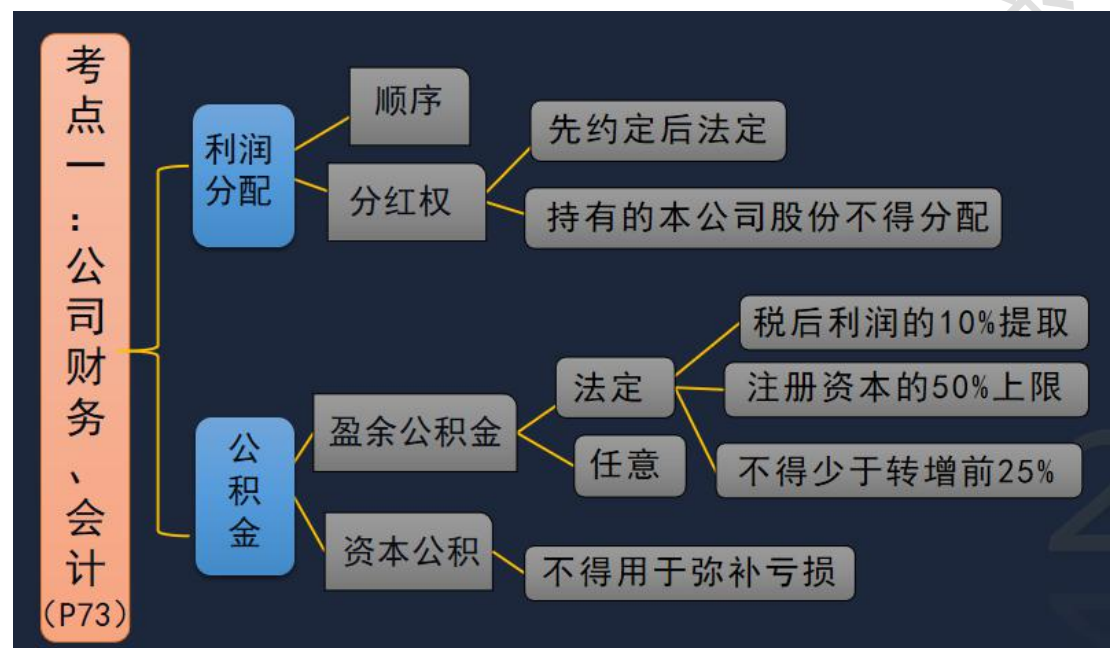 考点一：公司财务、会计
(P73)
利润
分配
顺序
分红权
先约定后法定
持有的本公司股份不得分配
公积金
盈余公积金
法定
税后利润的10%提取
注册资本的50%上限
不得少于转增前25%
任意
资本公积
不得用于弥补亏损